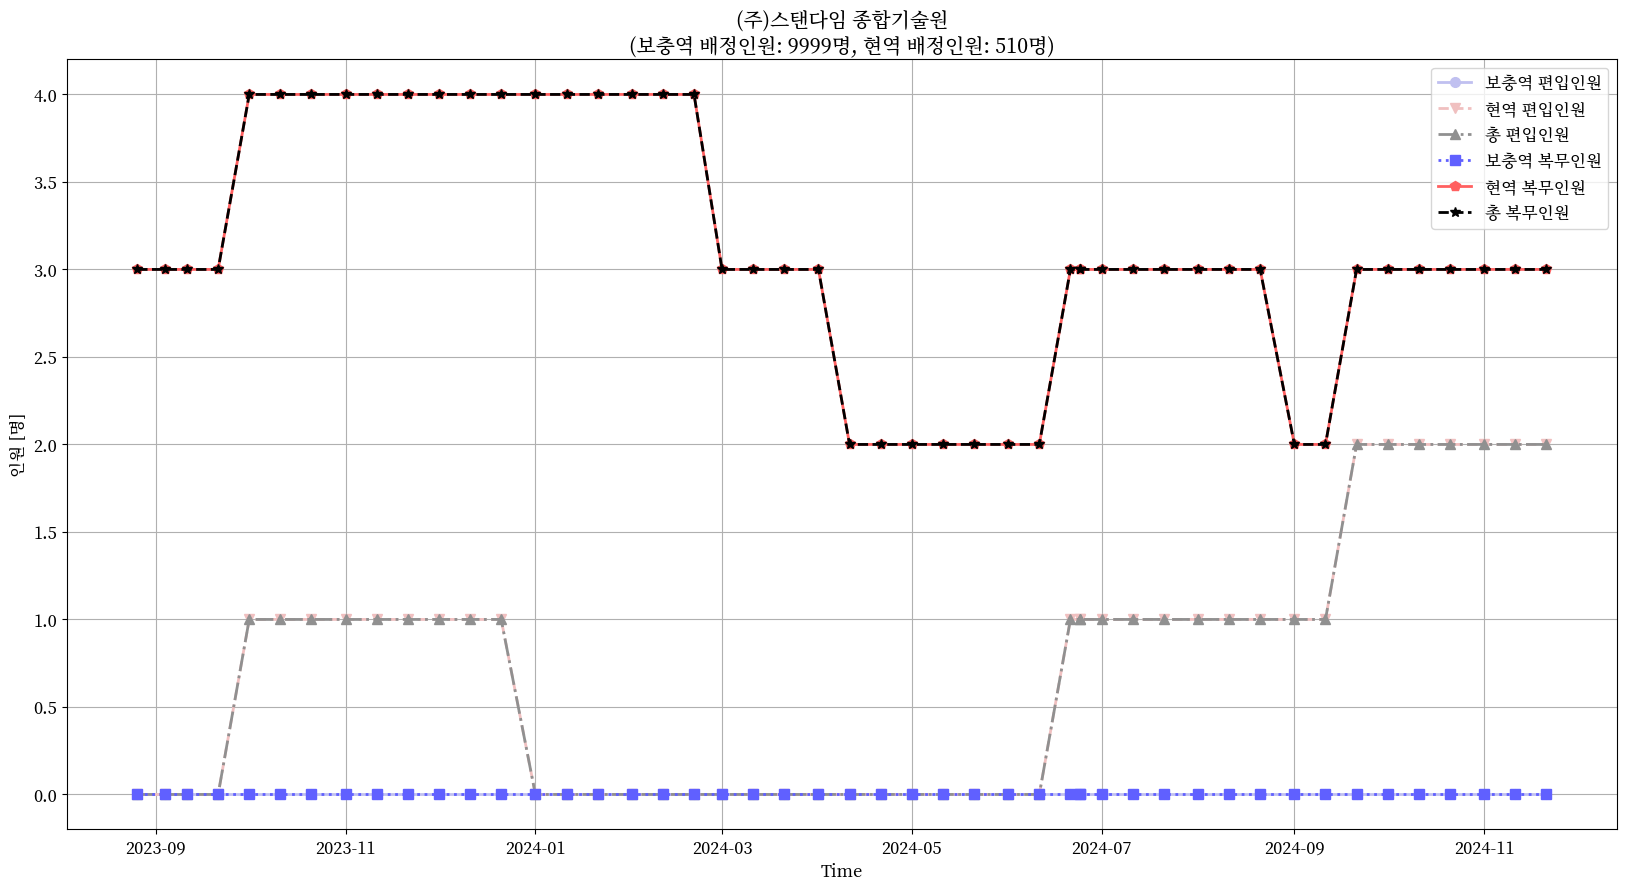 (주)스탠다임 종합기술원
(보충역 배정인원: 9999명, 현역 배정인원: 510명)
보충역 편입인원
현역 편입인원
총 편입인원
보충역 복무인원
현역 복무인원
총 복무인원
인원 [명]
4.0
3.5
3.0
2.5
2.0
1.5
1.0
0.5
0.0
2023-09
2023-11
2024-01
2024-03
2024-05
2024-07
2024-09
2024-11
Time